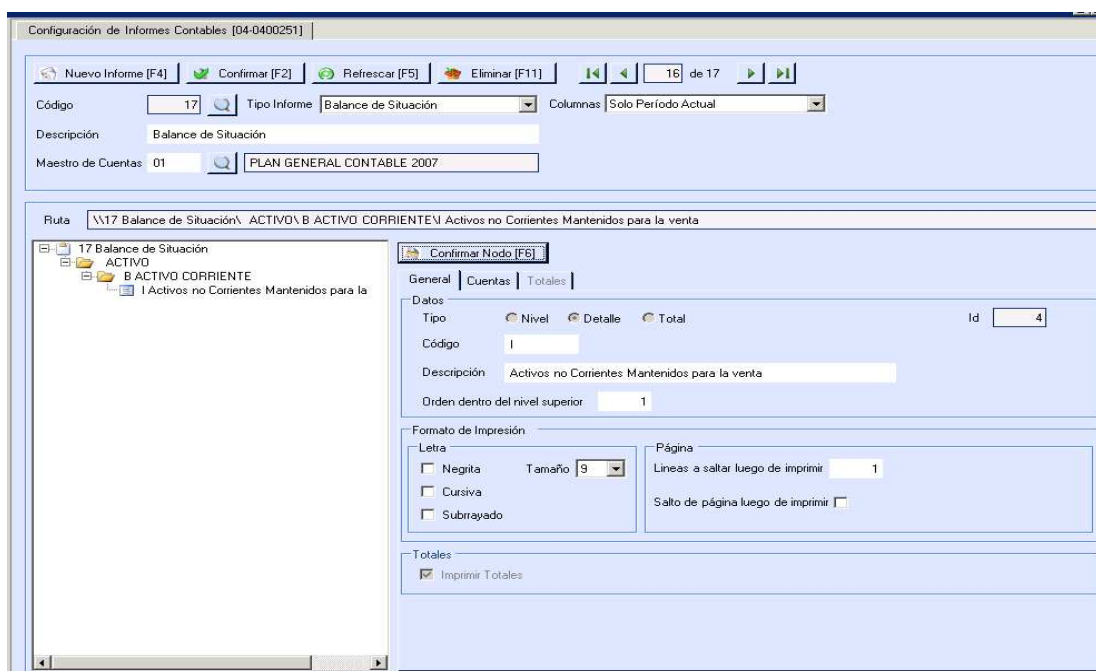 Configuración de Informes Contables [04-0400251]
Nuevo Informe [F4] Confirmar [F2] Refrescar [F5] Eliminar [F11] 16 de 17
Código 17 Tipo Informe Balance de Situación Columnas Solo Período Actual
Descripción Balance de Situación
Maestro de Cuentas 01 PLAN GENERAL CONTABLE 2007
Ruta \\17 Balance de Situación\ ACTIVO\ B ACTIVO CORRIENTE\I Activos no Corrientes Mantenidos para la venta
17 Balance de Situación
ACTIVO
B ACTIVO CORRIENTE
I Activos no Corrientes Mantenidos para la
Confirmar Nodo [F6]
General Cuentas Totales
Datos
Tipo Nivel Detalle Total Id 4
Código I
Descripción Activos no Corrientes Mantenidos para la venta
Orden dentro del nivel superior 1
Formato de Impresión
Letra Página
Negrita Tamaño 9 Lineas a saltar luego de imprimir 1
Cursiva
Salto de página luego de imprimir
Subrrayado
Totales
Imprimir Totales